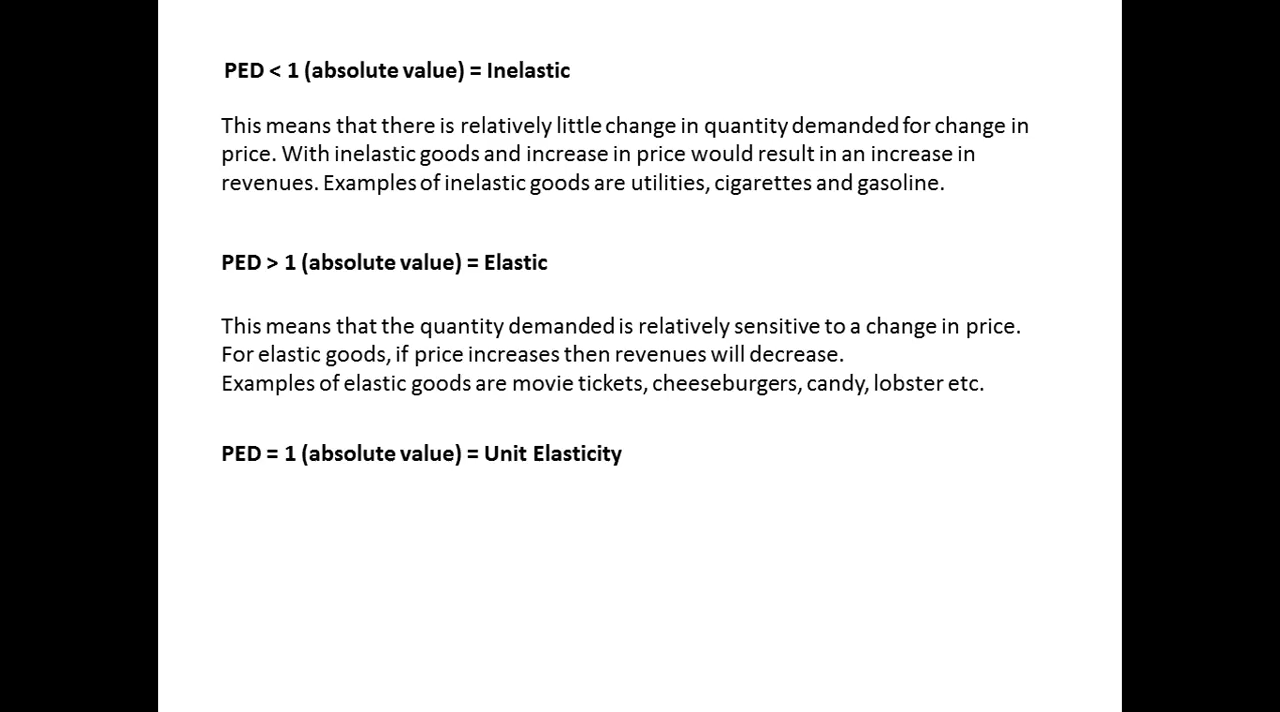 PED < 1 (absolute value) = Inelastic
This means that there is relatively little change in quantity demanded for change in
price. With inelastic goods and increase in price would result in an increase in
revenues. Examples of inelastic goods are utilities, cigarettes and gasoline.
PED > 1 (absolute value) = Elastic
This means that the quantity demanded is relatively sensitive to a change in price.
For elastic goods, if price increases then revenues will decrease.
Examples of elastic goods are movie tickets, cheeseburgers, candy, lobster etc.
PED = 1 (absolute value) = Unit Elasticity